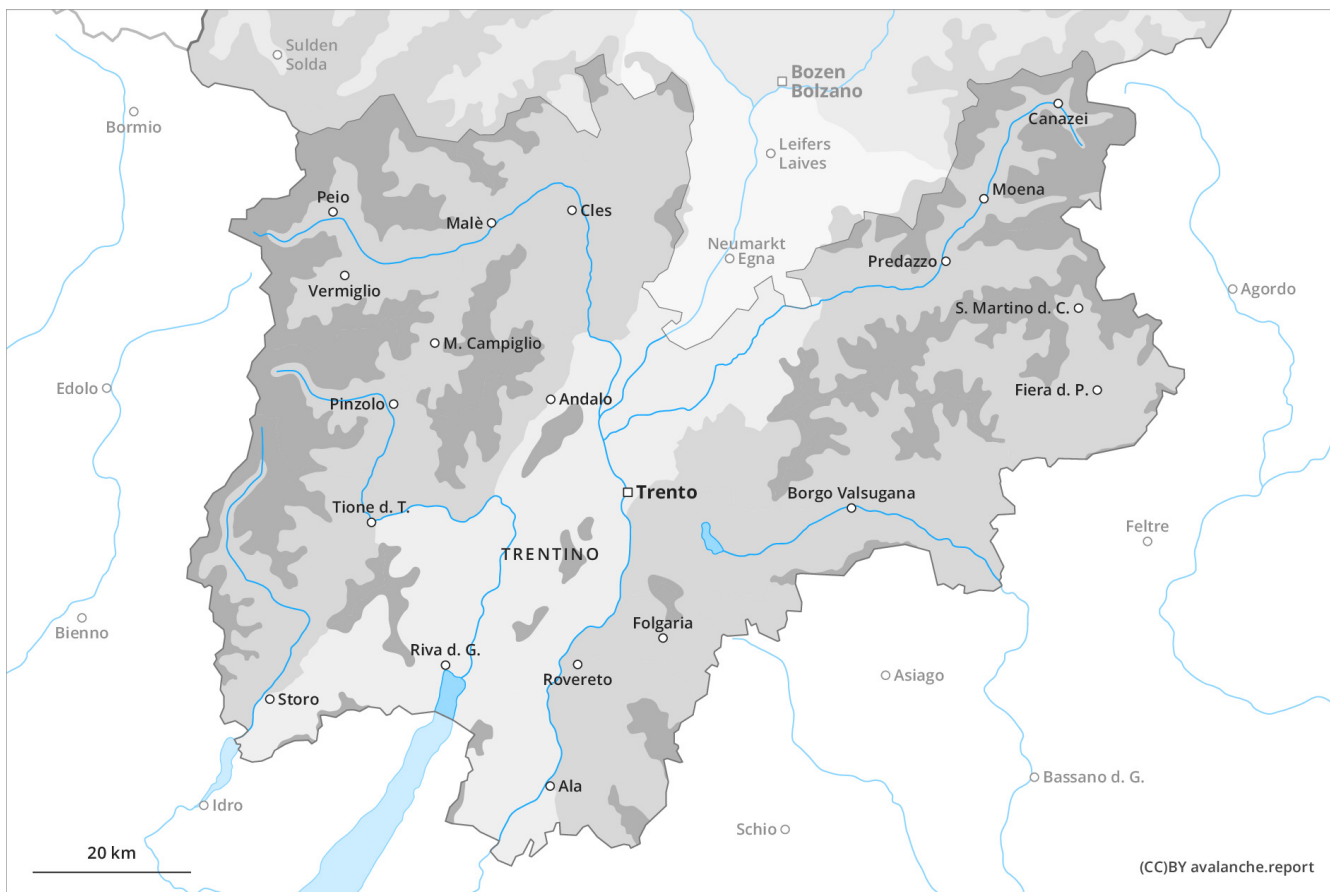 Sulden
Solda
Bozen
Bolzano
Bormio
Canazei
Leifers
Laives
Moena
Peio
Malè
Cles
Neumarkt
Egna
Predazzo
Vermiglio
Agordo
S. Martino d. C.
M. Campiglio
Edolo
Fiera d. P.
Pinzolo
Andalo
Trento
Borgo Valsugana
Tione d. T.
Feltre
TRENTINO
Bienno
Folgaria
Riva d. G.
Rovereto
Asiago
Storo
Bassano d. G.
Ala
Idro
Schio
20 km
(CC)BY avalanche.report